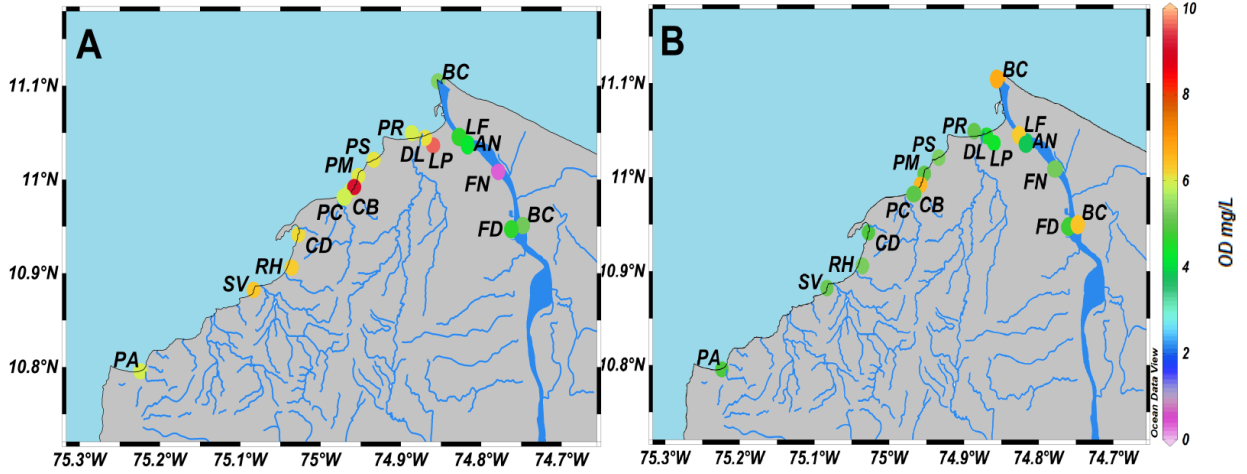 A
BC
LF
AN
PR
DL
LP
PS
PM
FN
PC
CB
FD
BC
CD
RH
SV
PA
11.1°N
11°N
10.9°N
10.8°N
75.3°W
75.2°W
75.1°W
75°W
74.9°W
74.8°W
74.7°W
B
BC
LF
AN
PR
DL
LP
PS
PM
FN
PC
CB
FD
BC
CD
RH
SV
PA
11.1°N
11°N
10.9°N
10.8°N
75.3°W
75.2°W
75.1°W
75°W
74.9°W
74.8°W
74.7°W
Ocean Data View
10
8
6
4
2
0
OD mg/L